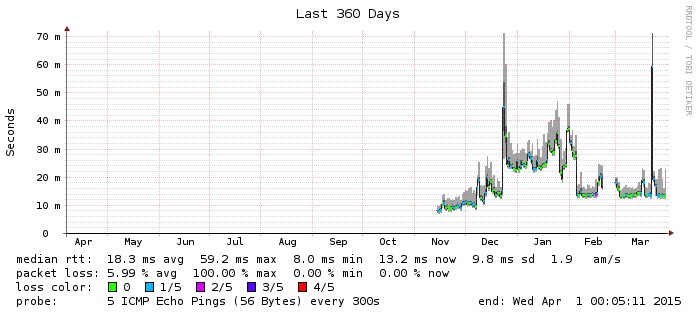 Last 360 Days
RRDTOOL / TOBI OETIKER
Seconds
70 m
60 m
50 m
40 m
30 m
20 m
10 m
0
Apr May Jun Jul Aug Sep Oct Nov Dec Jan Feb Mar
median rtt: 18.3 ms avg 59.2 ms max 8.0 ms min 13.2 ms now 9.8 ms sd 1.9 am/s
packet loss: 5.99 % avg 100.00 % max 0.00 % min 0.00 % now
loss color: 0 1/5 2/5 3/5 4/5
probe: 5 ICMP Echo Pings (56 Bytes) every 300s end: Wed Apr 1 00:05:11 2015